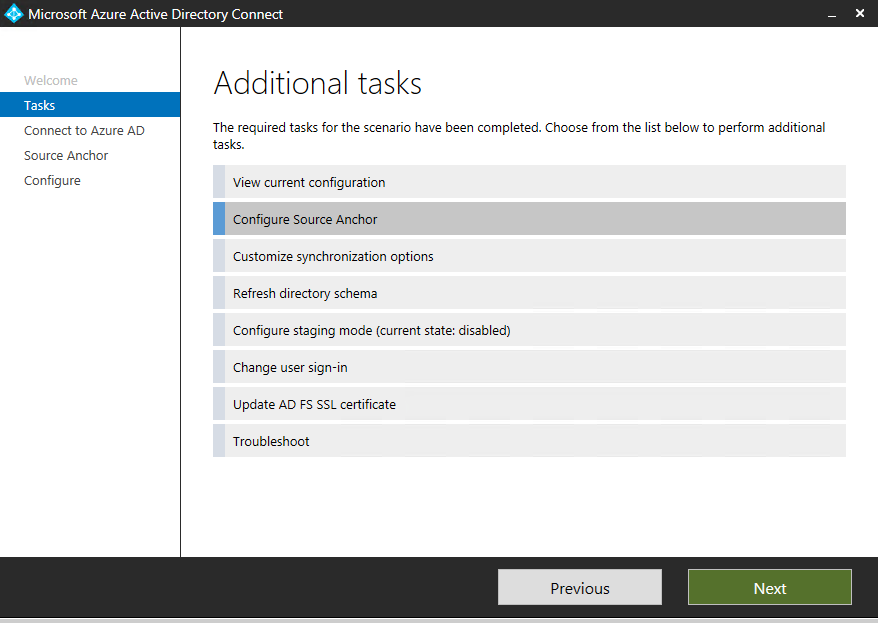 Microsoft Azure Active Directory Connect
Welcome
Tasks
Connect to Azure AD
Source Anchor
Configure
Additional tasks
The required tasks for the scenario have been completed. Choose from the list below to perform additional
tasks.
View current configuration
Configure Source Anchor
Customize synchronization options
Refresh directory schema
Configure staging mode (current state: disabled)
Change user sign-in
Update AD FS SSL certificate
Troubleshoot
Previous
Next